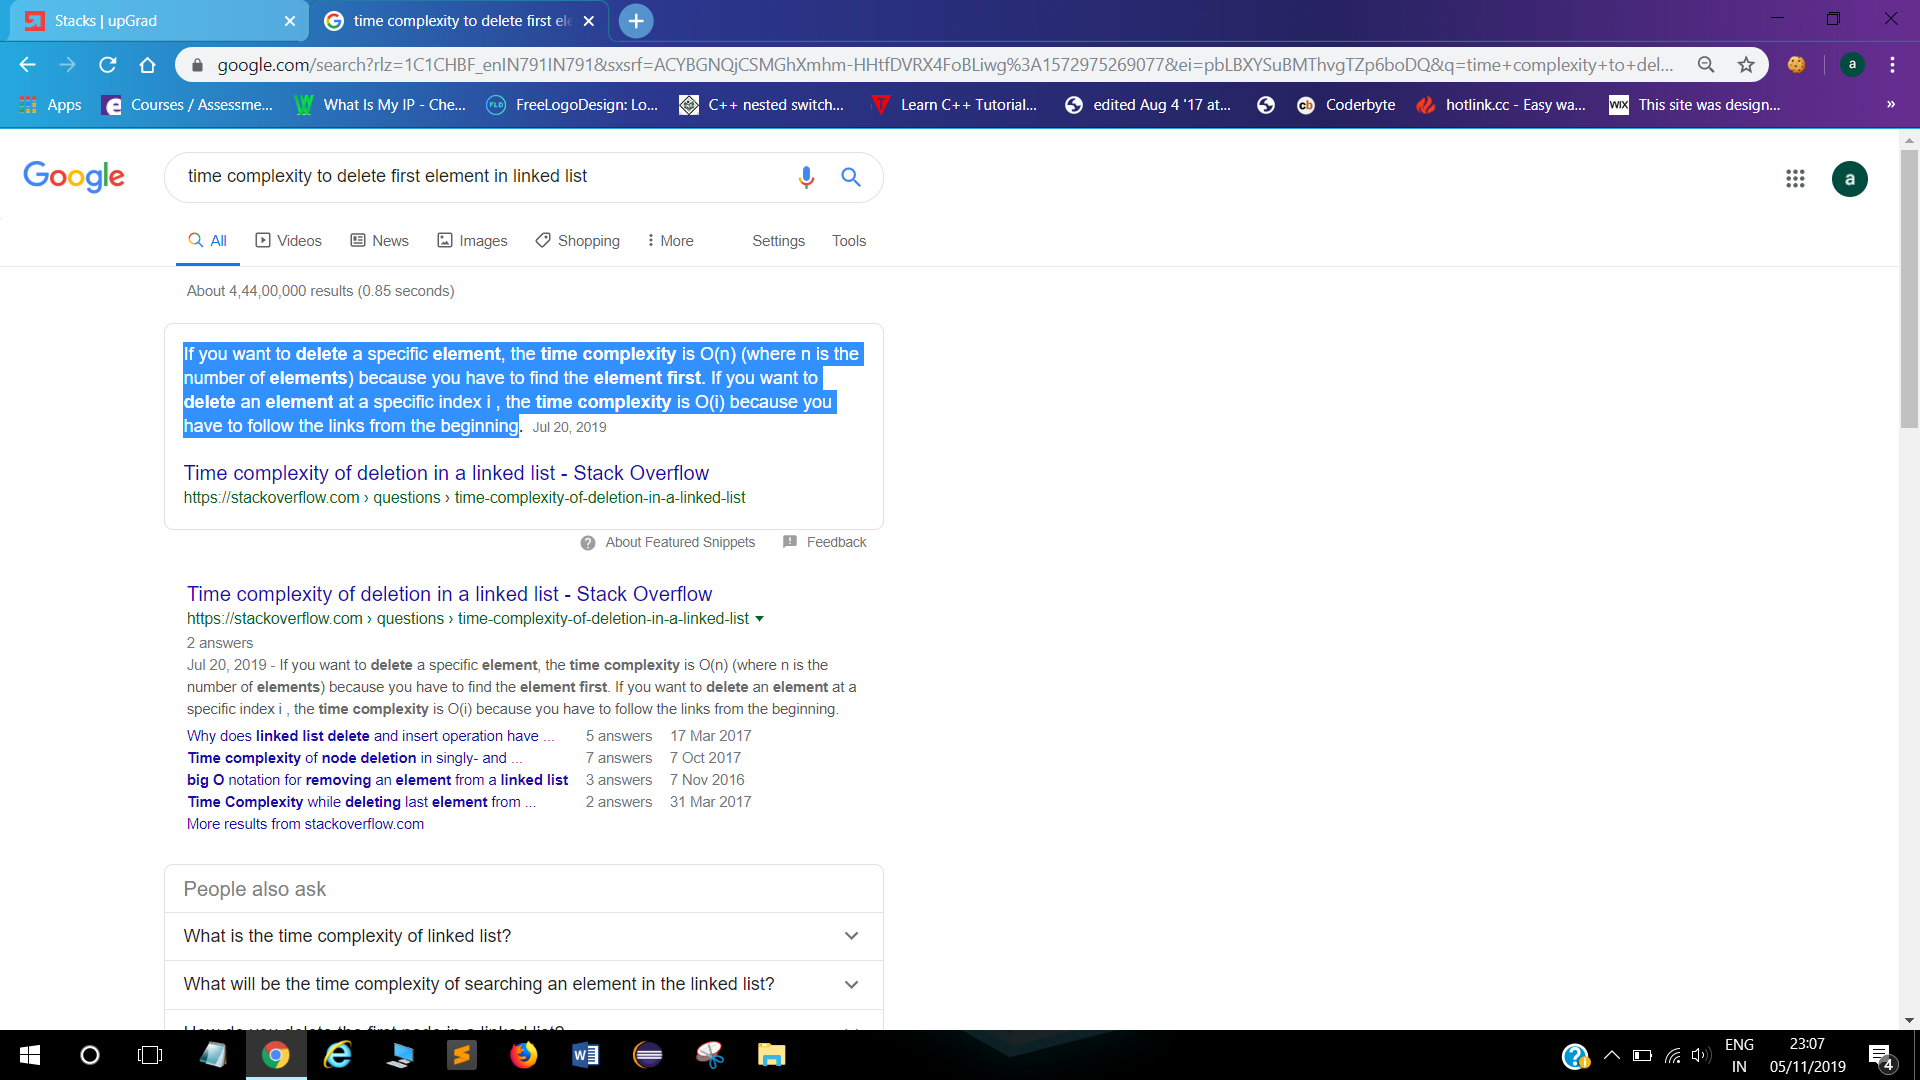 Stacks | upGrad
time complexity to delete first ele
google.com/search?rlz=1C1CHBF_enIN791IN791&sxsrf=ACYBGNQjCSMGhXmhm-HHtfDVRX4FoBLiwg%3A1572975269077&ei=pbLBXYSuBMThvgTZp6boDQ&q=time+complexity+to+del...
a
Apps
Courses / Assessme...
What Is My IP - Che...
FLD
FreeLogoDesign: Lo...
C++ nested switch...
Learn C++ Tutorial...
edited Aug 4 '17 at...
cb
Coderbyte
hotlink.cc - Easy wa...
WIX
This site was design...
»
Google
time complexity to delete first element in linked list
a
All
Videos
News
Images
Shopping
More
Settings
Tools
About 4,44,00,000 results (0.85 seconds)
If you want to delete a specific element, the time complexity is O(n) (where n is the
number of elements) because you have to find the element first. If you want to
delete an element at a specific index i , the time complexity is O(i) because you
have to follow the links from the beginning. Jul 20, 2019
Time complexity of deletion in a linked list - Stack Overflow
https://stackoverflow.com › questions › time-complexity-of-deletion-in-a-linked-list
About Featured Snippets
Feedback
Time complexity of deletion in a linked list - Stack Overflow
https://stackoverflow.com › questions › time-complexity-of-deletion-in-a-linked-list
2 answers
Jul 20, 2019 - If you want to delete a specific element, the time complexity is O(n) (where n is the
number of elements) because you have to find the element first. If you want to delete an element at a
specific index i , the time complexity is O(i) because you have to follow the links from the beginning.
Why does linked list delete and insert operation have ... 5 answers 17 Mar 2017
Time complexity of node deletion in singly- and ... 7 answers 7 Oct 2017
big O notation for removing an element from a linked list 3 answers 7 Nov 2016
Time Complexity while deleting last element from ... 2 answers 31 Mar 2017
More results from stackoverflow.com
People also ask
What is the time complexity of linked list?
What will be the time complexity of searching an element in the linked list?
How do you delete the first node in a linked list?
ENG
IN
23:07
05/11/2019
4